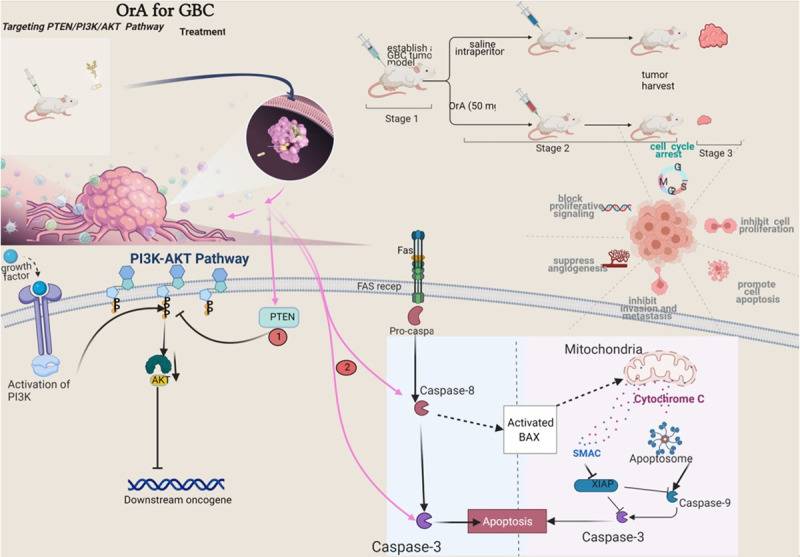 OrA for GBC
Targeting PTEN/PI3K/AKT Pathway
Treatment
establish a
GBC tumo
model
Stage 1
saline
intraperitor
OrA (50 mg
Stage 2
tumor
harvest
Stage 3
cell cycle
arrest
G
M
S
G2
block
proliferative
signaling
inhibit cell
proliferation
suppress
angiogenesis
promote
cell
apoptosis
inhibit
invasion and
metastasis
growth
factor
PI3K-AKT Pathway
P
P
P
PTEN
1
Activation of
PI3K
AKT
Downstream oncogene
Fas
FAS recep
Pro-caspa
2
Caspase-8
Activated
BAX
Mitochondria
Cytochrome C
SMAC
Apoptosome
XIAP
Caspase-9
Caspase-3
Apoptosis
Caspase-3